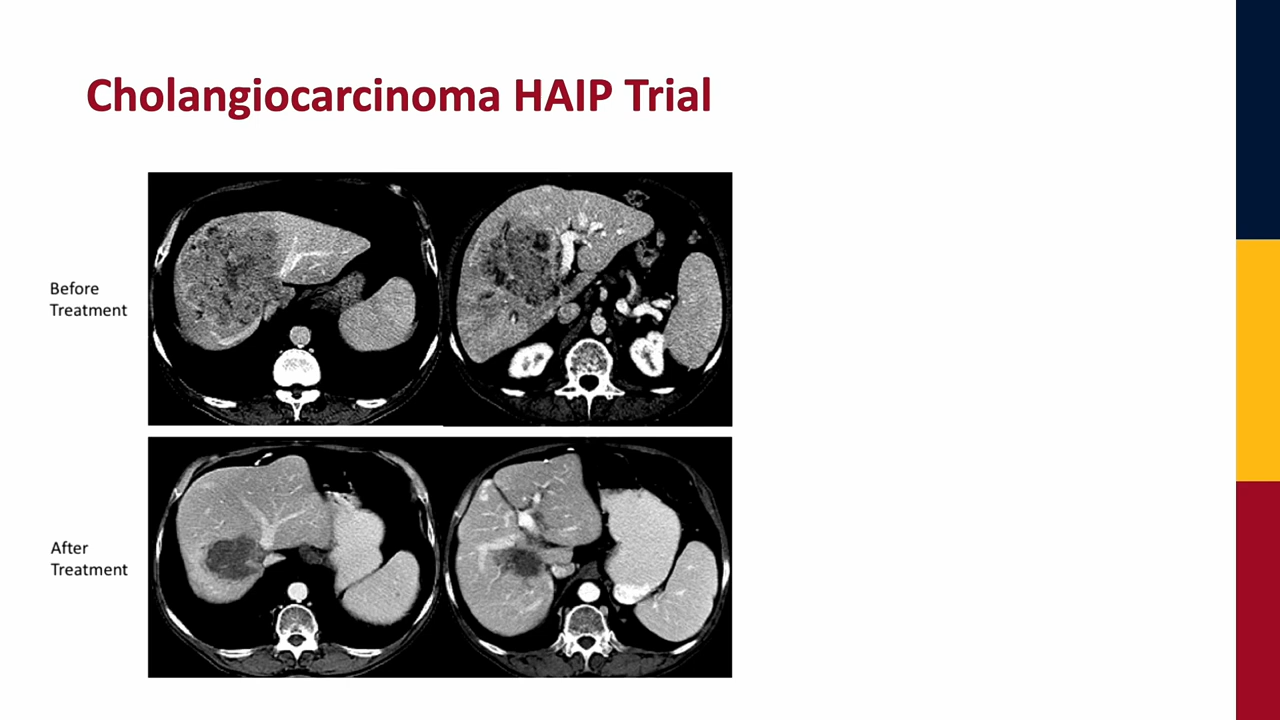 Cholangiocarcinoma HAIP Trial
Before
Treatment
After
Treatment